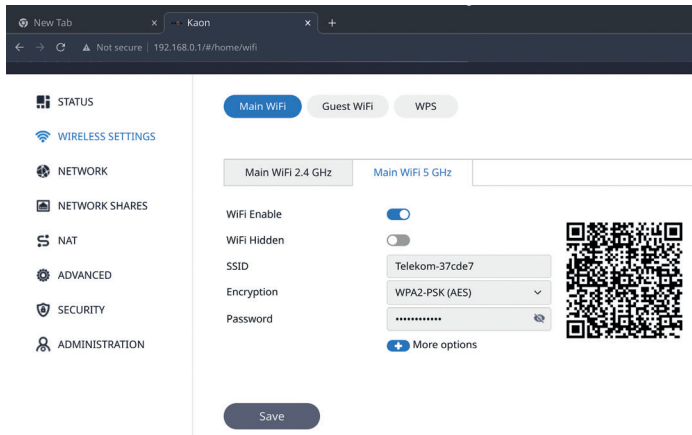 New Tab
Kaon
Not secure 192.168.0.1/#/home/wifi
STATUS
WIRELESS SETTINGS
NETWORK
NETWORK SHARES
NAT
ADVANCED
SECURITY
ADMINISTRATION
Main WiFi Guest WiFi WPS
Main WiFi 2.4 GHz Main WiFi 5 GHz
WiFi Enable
WiFi Hidden
SSID Telekom-37cde7
Encryption WPA2-PSK (AES)
Password ••••••••••••
More options
Save